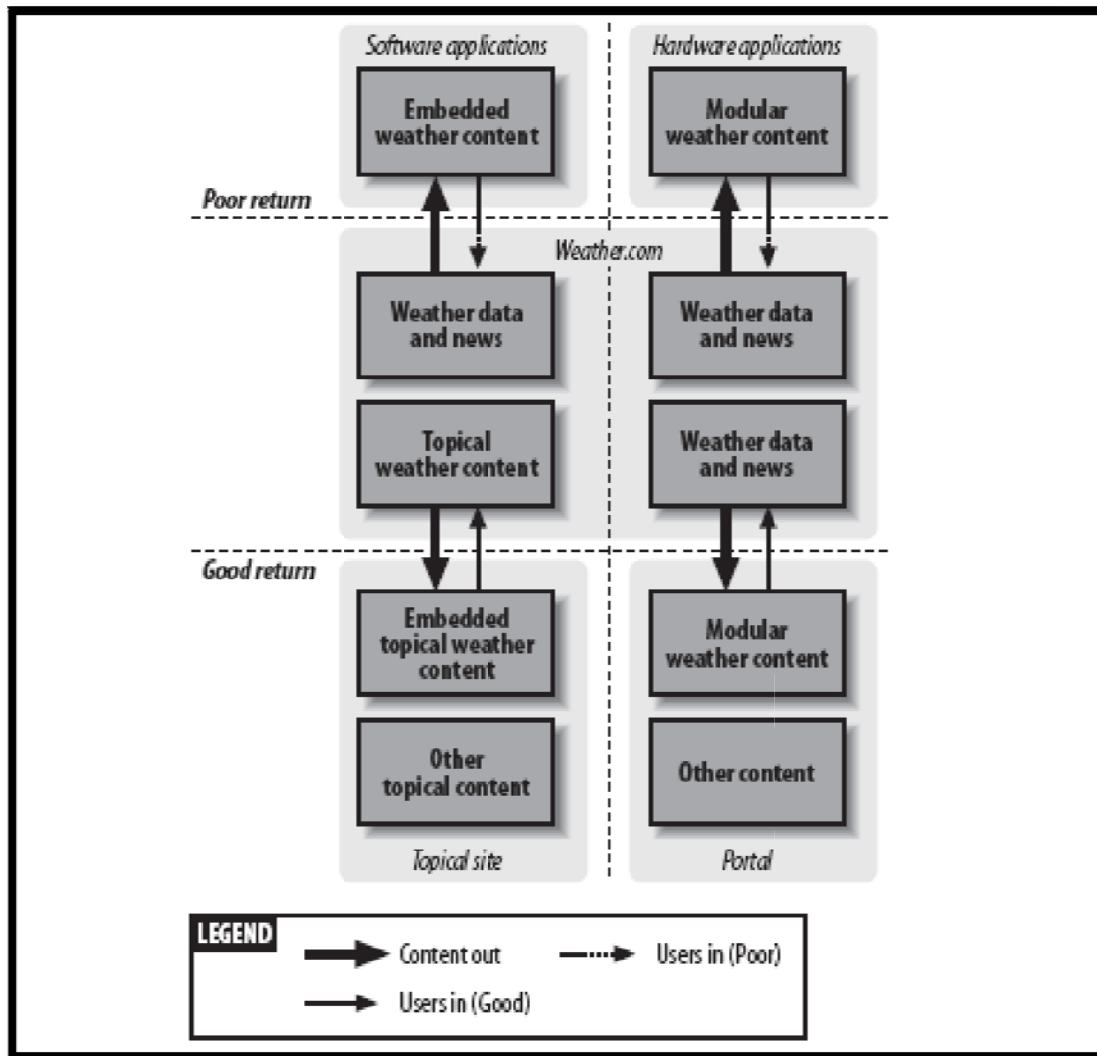 Software applications
Hardware applications
Embedded
weather content
Modular
weather content
Poor return
Weather.com
Weather data
and news
Weather data
and news
Topical
weather content
Weather data
and news
Good return
Embedded
topical weather
content
Modular
weather content
Other
topical content
Other content
Topical site
Portal
LEGEND
Content out
Users in (Poor)
Users in (Good)